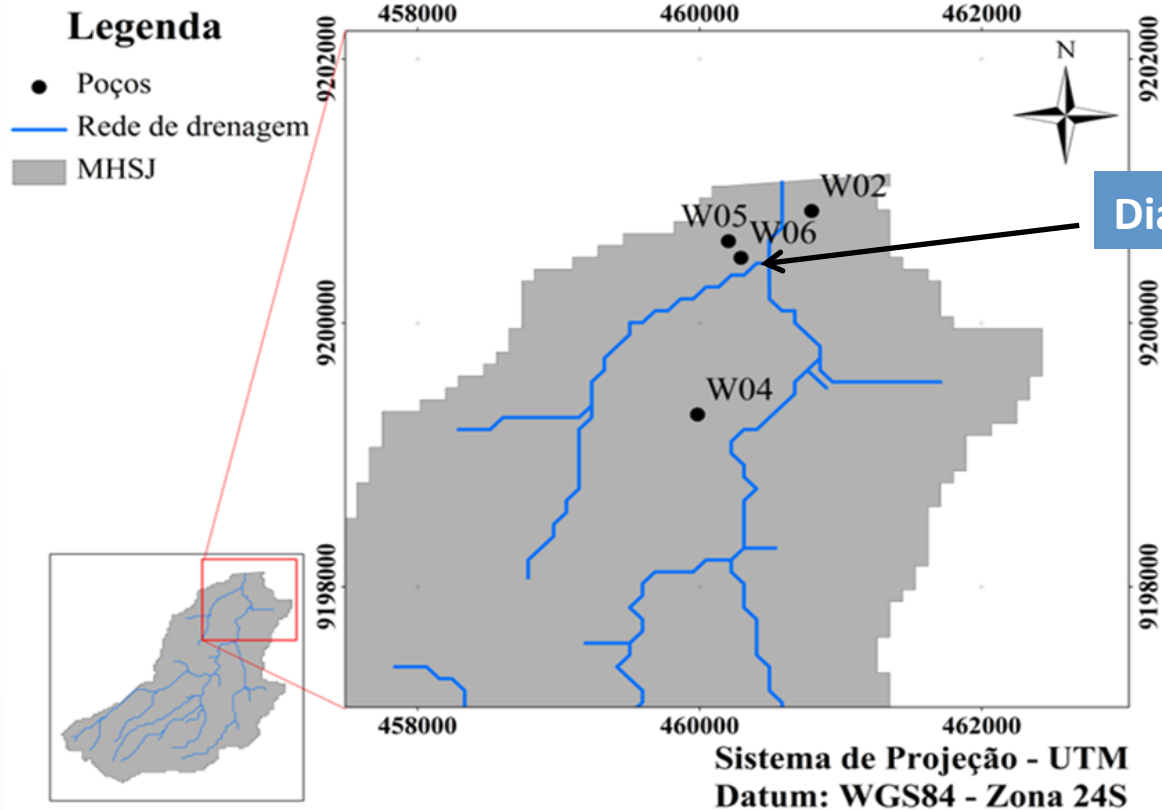 Legenda
Poços
Rede de drenagem
MHSJ
458000 460000 462000
9202000 9202000
N
W02
W05
W06
9200000 9200000
W04
9198000 9198000
458000 460000 462000
Sistema de Projeção - UTM
Datum: WGS84 - Zona 24S